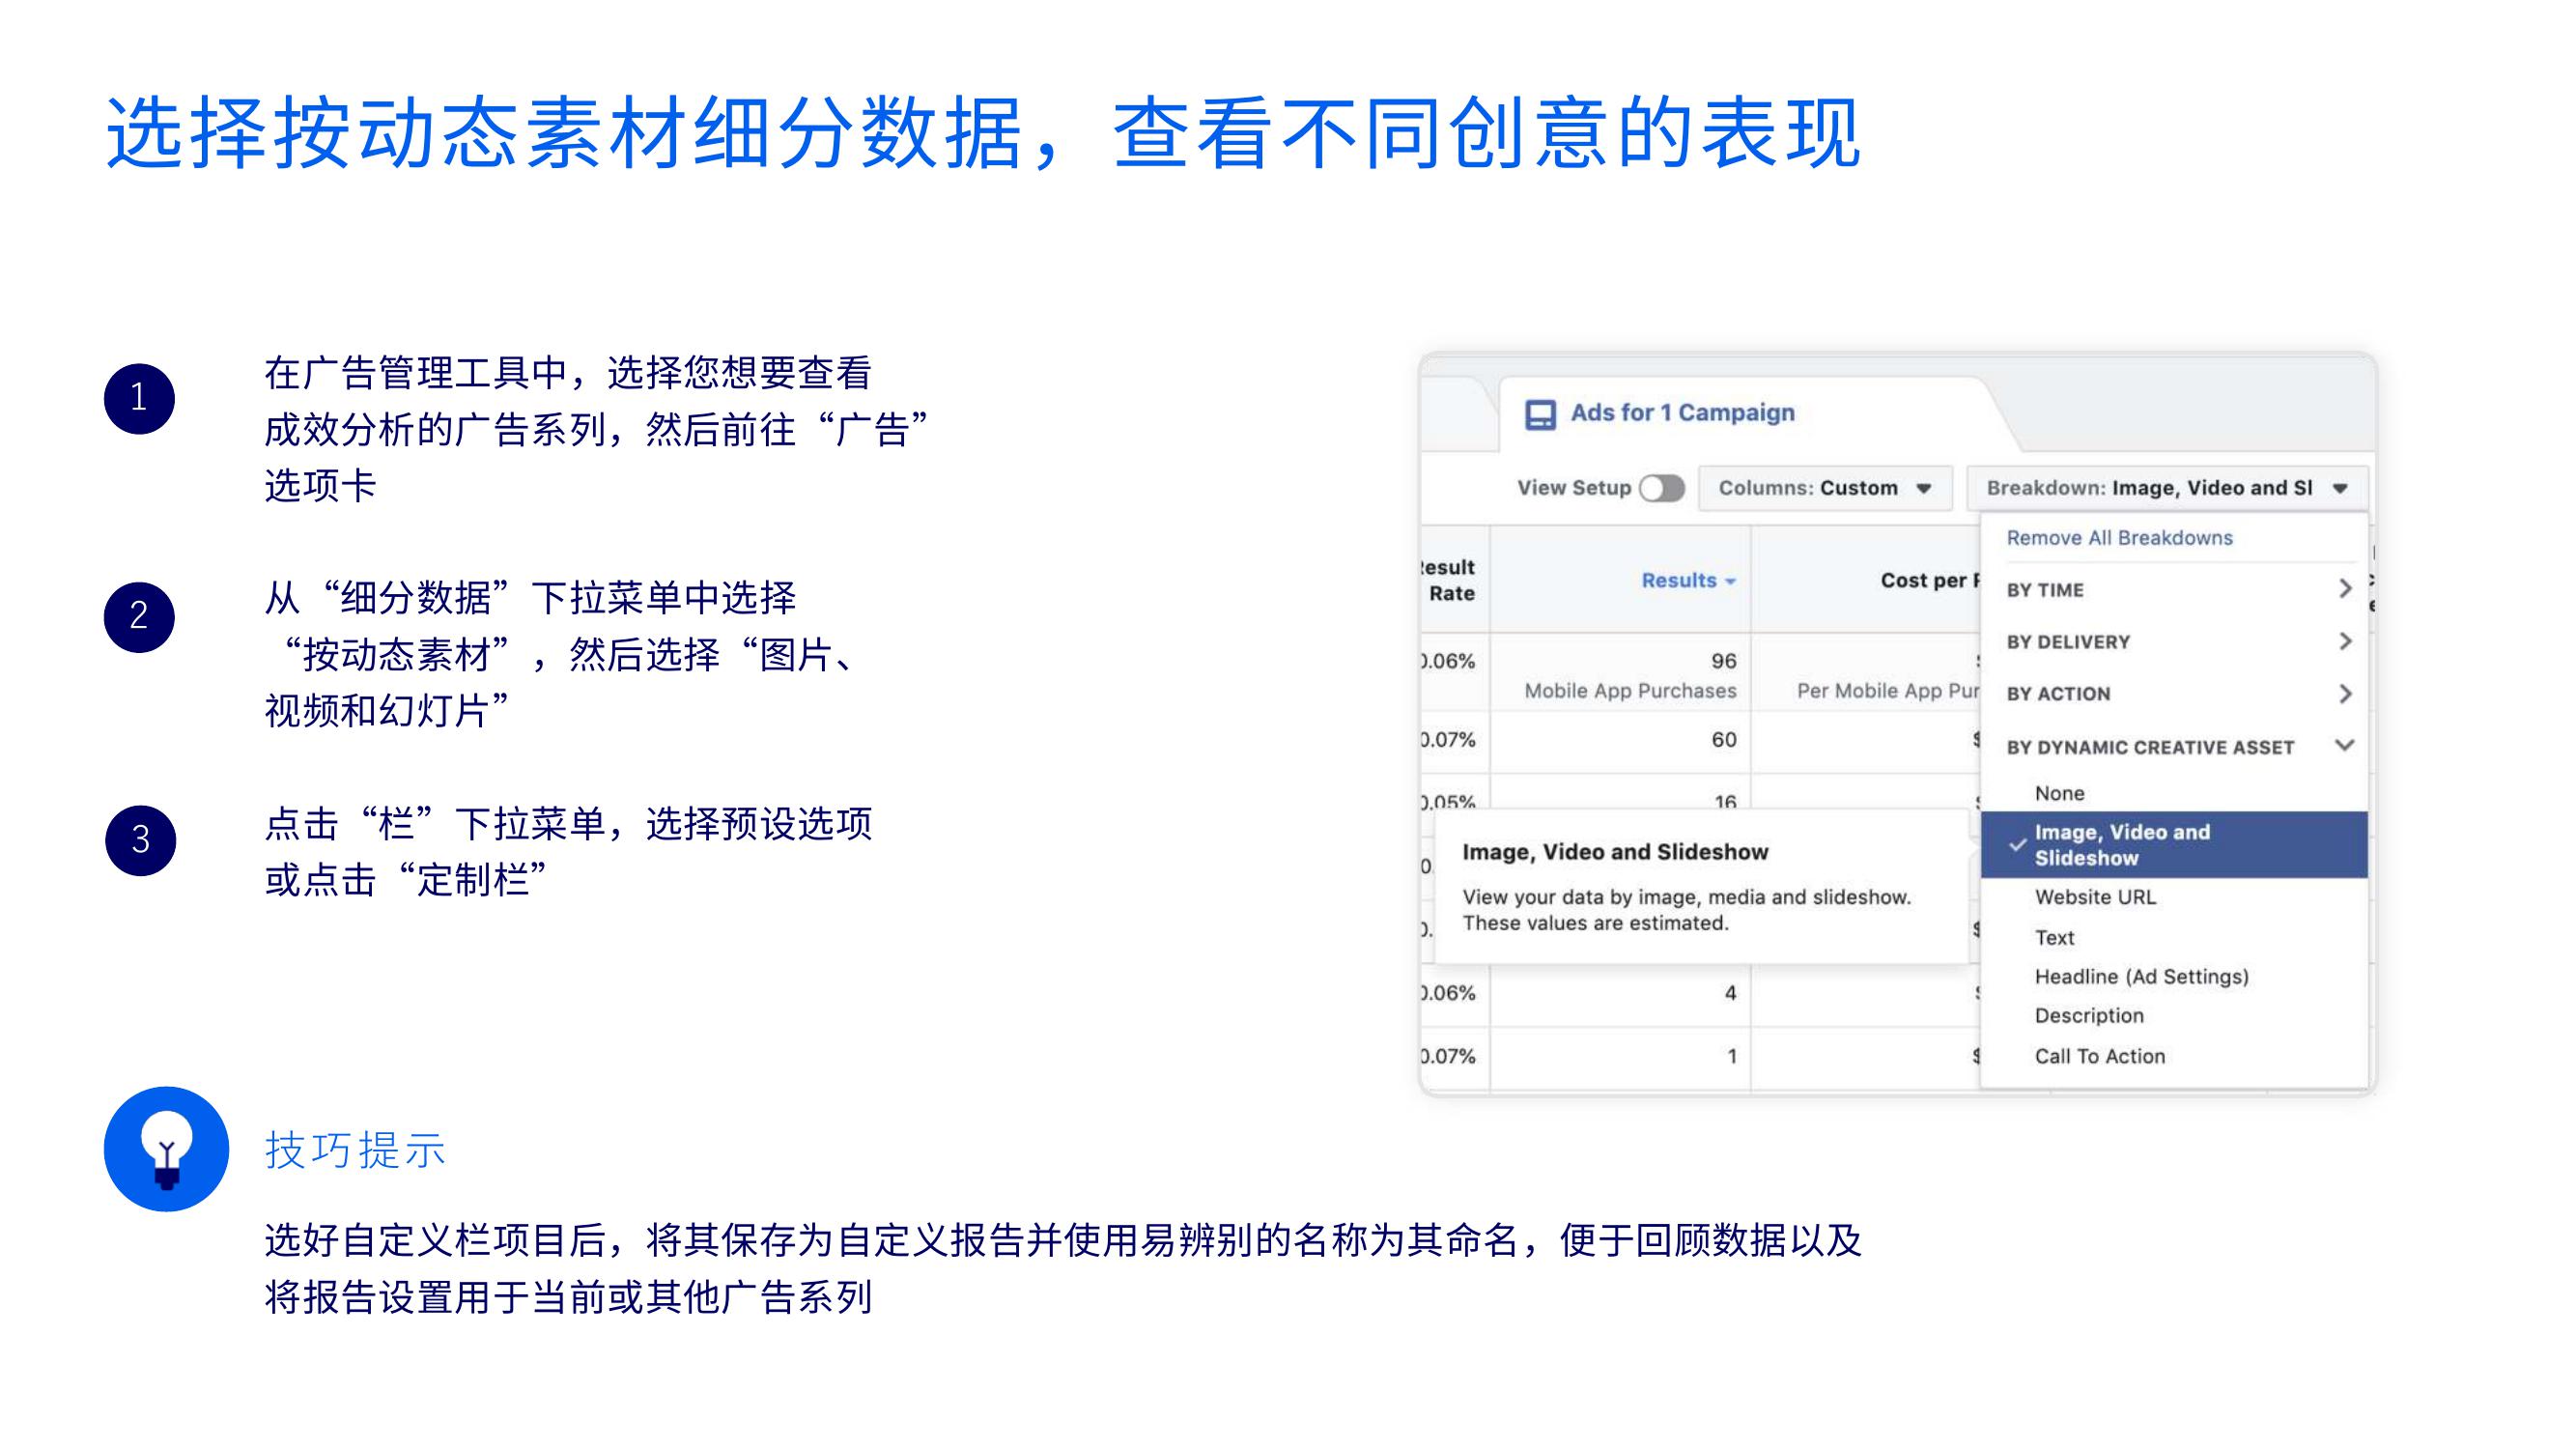 选择按动态素材细分数据，查看不同创意的表现
1
在广告管理工具中，选择您想要查看
成效分析的广告系列，然后前往“广告”
选项卡
2
从“细分数据”下拉菜单中选择
“按动态素材”，然后选择“图片、
视频和幻灯片”
3
点击“栏”下拉菜单，选择预设选项
或点击“定制栏”
技巧提示
选好自定义栏项目后，将其保存为自定义报告并使用易辨别的名称为其命名，便于回顾数据以及
将报告设置用于当前或其他广告系列
Ads for 1 Campaign
View Setup
Columns: Custom
Breakdown: Image, Video and Sl
Rate
Results
Cost per
0.06%
96
Mobile App Purchases
Per Mobile App Pur
0.07%
60
0.05%
16
0.06%
4
0.07%
1
Image, Video and Slideshow
View your data by image, media and slideshow.
These values are estimated.
Remove All Breakdowns
BY TIME
BY DELIVERY
BY ACTION
BY DYNAMIC CREATIVE ASSET
None
Image, Video and
Slideshow
Website URL
Text
Headline (Ad Settings)
Description
Call To Action